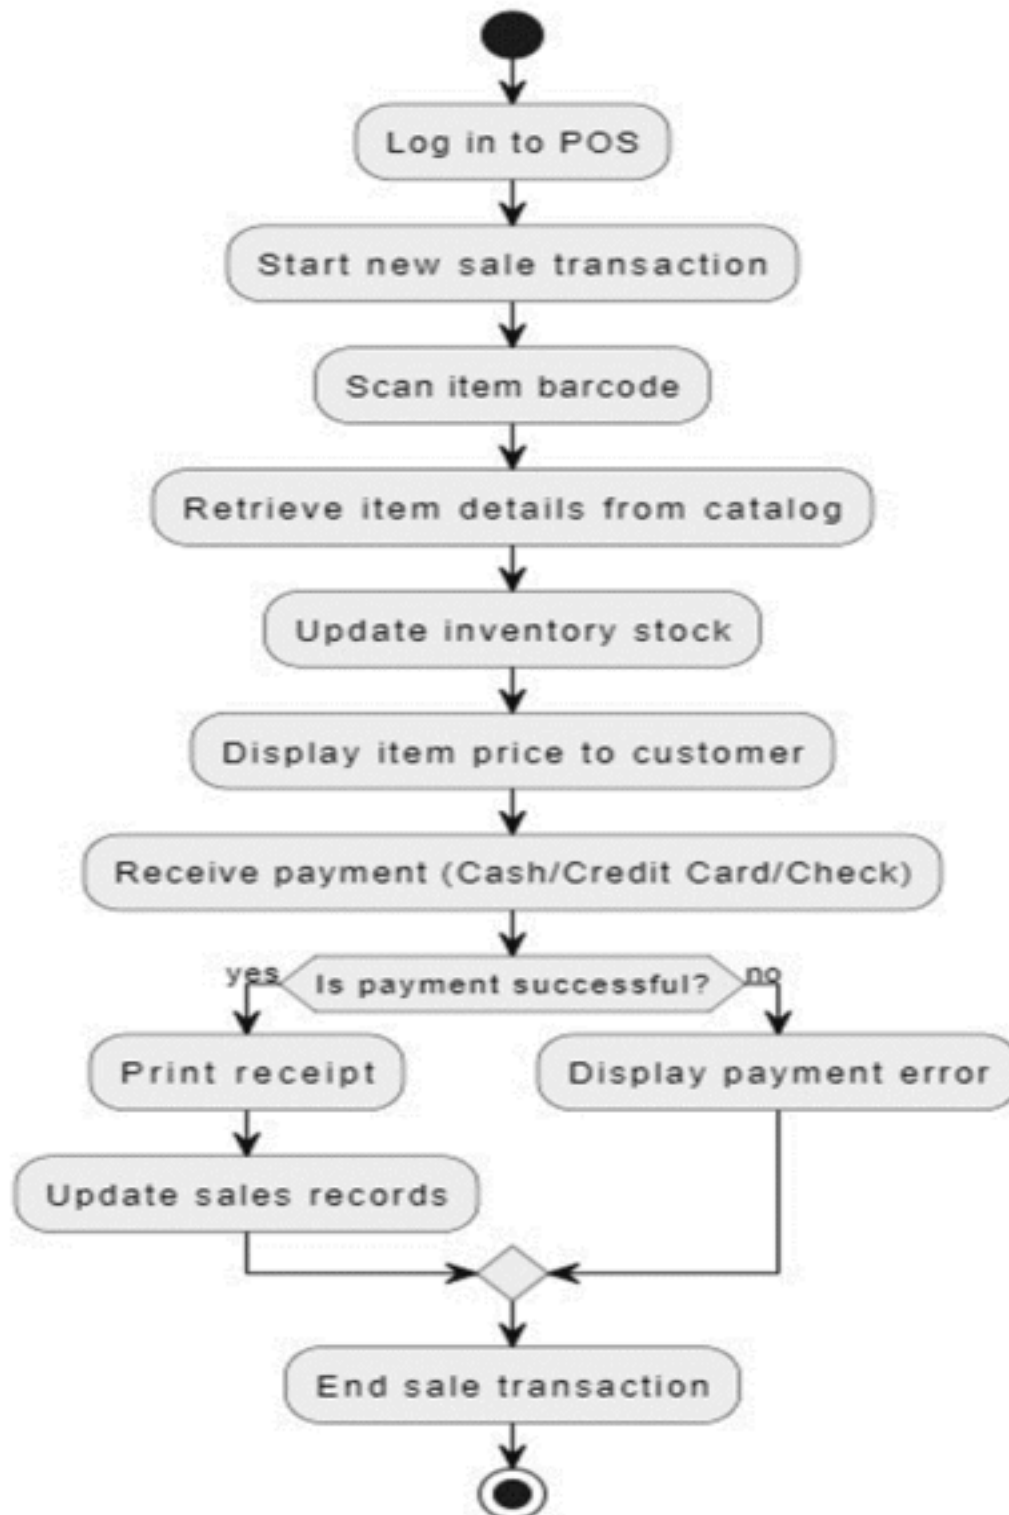 Log in to POS
Start new sale transaction
Scan item barcode
Retrieve item details from catalog
Update inventory stock
Display item price to customer
Receive payment (Cash/Credit Card/Check)
yes
Is payment successful?
no
Print receipt
Display payment error
Update sales records
End sale transaction